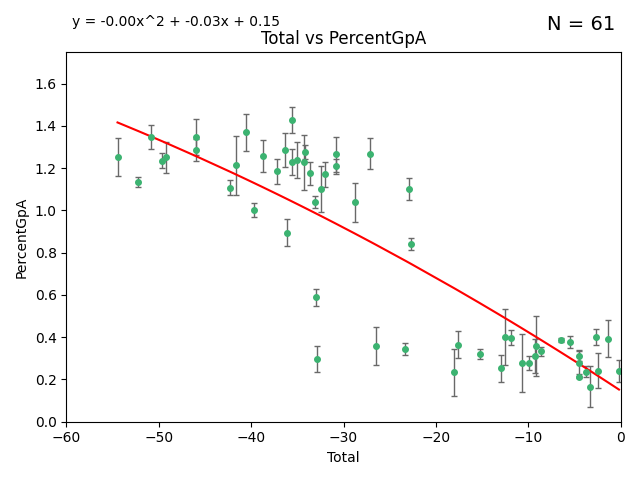 y = -0.00x^2 + -0.03x + 0.15
N = 61
Total vs PercentGpA
PercentGpA
1.6
1.4
1.2
1.0
0.8
0.6
0.4
0.2
0.0
−60 −50 −40 −30 −20 −10 0
Total